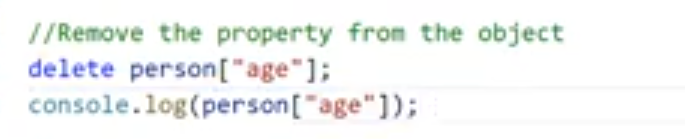 //Remove the property from the object
delete person["age"];
console.log(person["age"]);